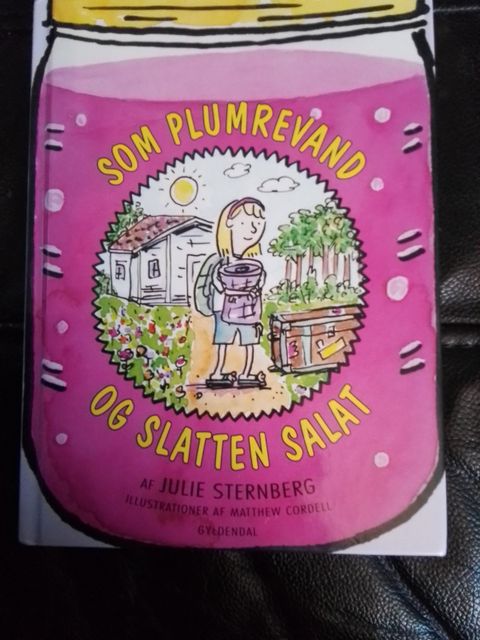 SOM PLUMREVAND
OG SLATTEN SALAT
AF JULIE STERNBERG
ILLUSTRATIONER AF MATTHEW CORDELL
GYLDENDAL